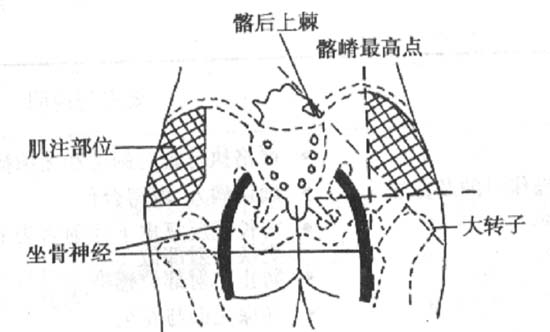 髂后上棘
髂嵴最高点
肌注部位
大转子
坐骨神经